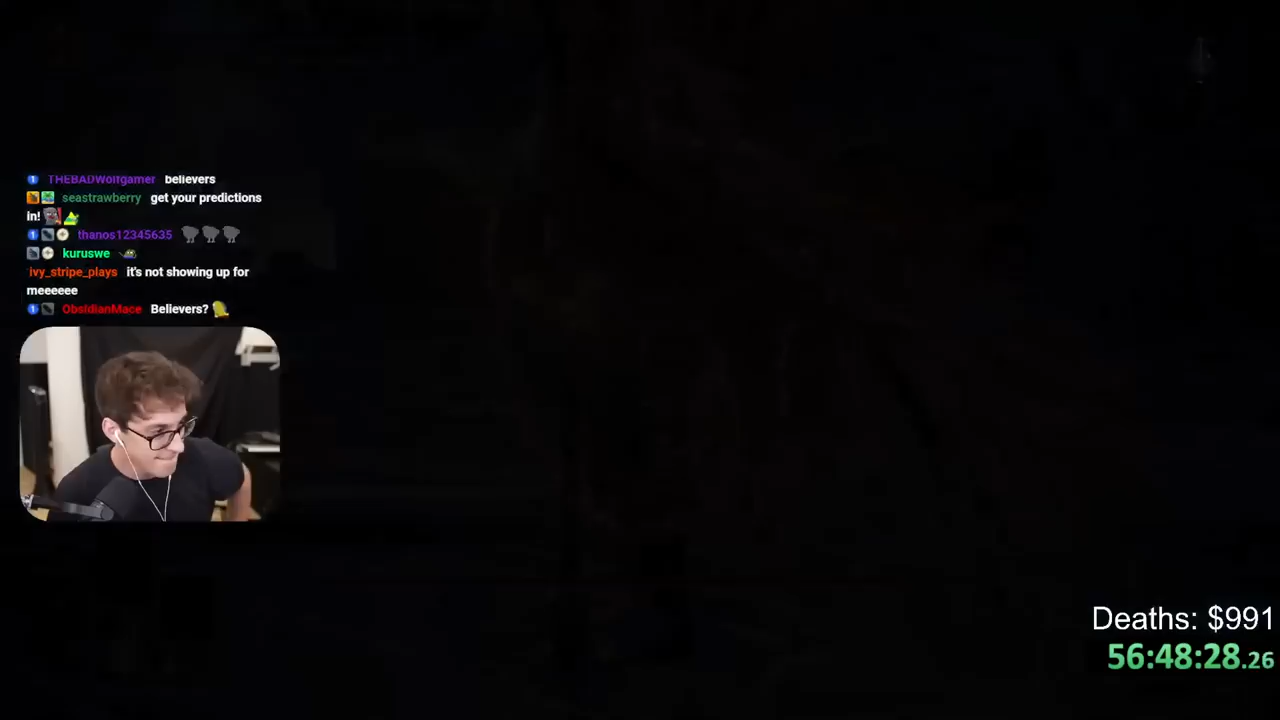 THEBADWolfgamer believers
seastrawberry get your predictions
in!
thanos12345635
kuruswe
ivy_stripe_plays it's not showing up for
meeeeee
ObsidianMace Believers?
Deaths: $991
56:48:28.26